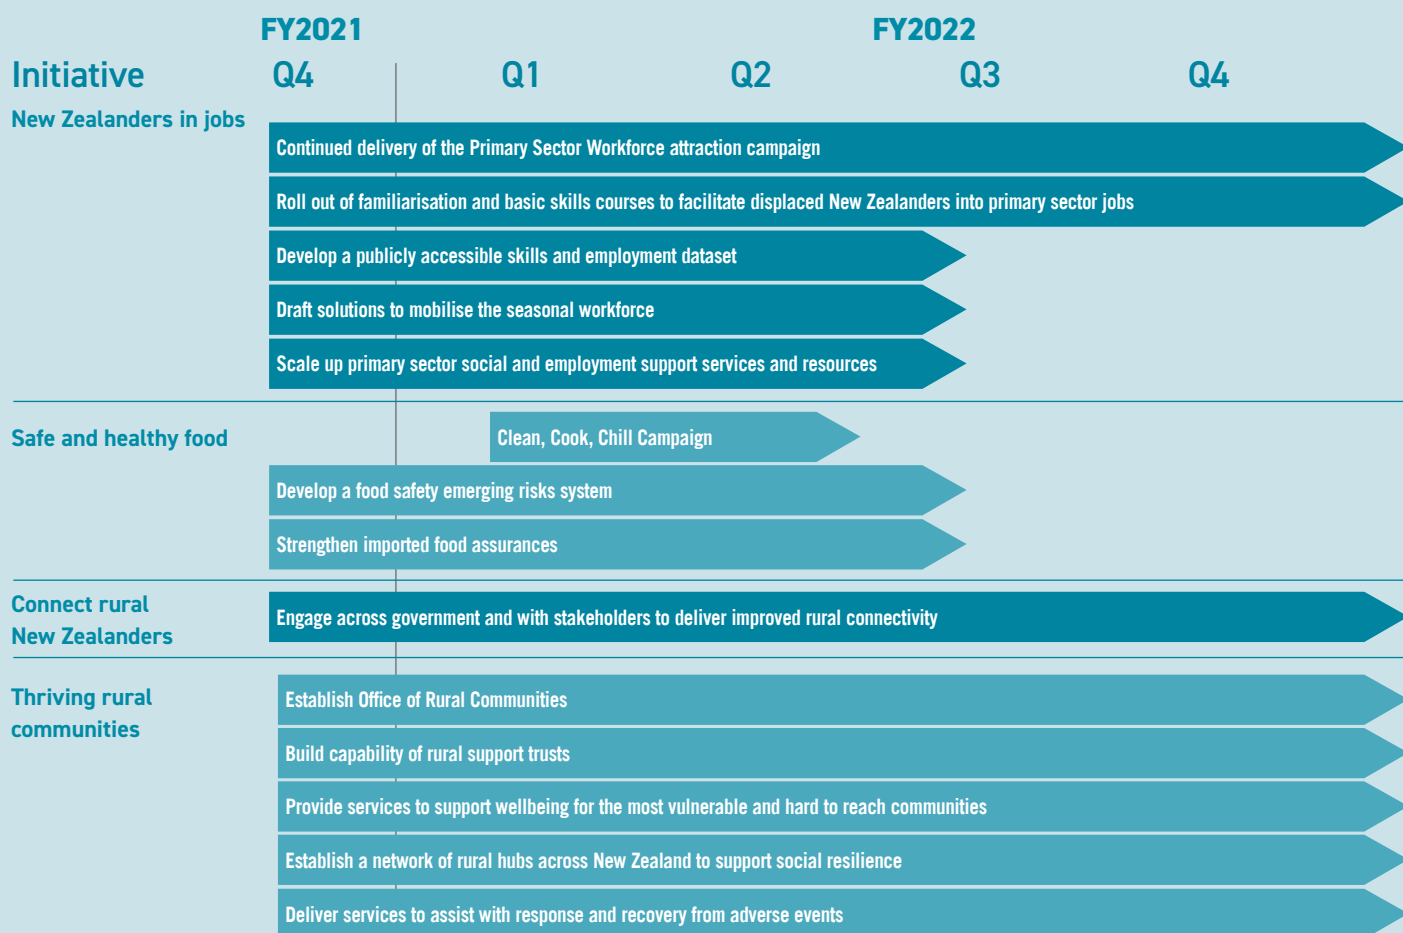 FY2021 FY2022
Initiative Q4 Q1 Q2 Q3 Q4
New Zealanders in jobs
Continued delivery of the Primary Sector Workforce attraction campaign
Roll out of familiarisation and basic skills courses to facilitate displaced New Zealanders into primary sector jobs
Develop a publicly accessible skills and employment dataset
Draft solutions to mobilise the seasonal workforce
Scale up primary sector social and employment support services and resources
Safe and healthy food
Clean, Cook, Chill Campaign
Develop a food safety emerging risks system
Strengthen imported food assurances
Connect rural
New Zealanders
Engage across government and with stakeholders to deliver improved rural connectivity
Thriving rural
communities
Establish Office of Rural Communities
Build capability of rural support trusts
Provide services to support wellbeing for the most vulnerable and hard to reach communities
Establish a network of rural hubs across New Zealand to support social resilience
Deliver services to assist with response and recovery from adverse events